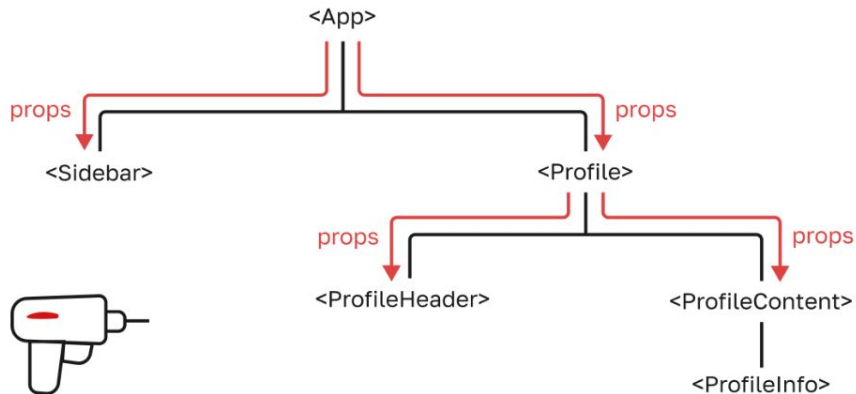 <App>
props
props
<Sidebar>
<Profile>
props
props
<ProfileHeader>
<ProfileContent>
<ProfileInfo>